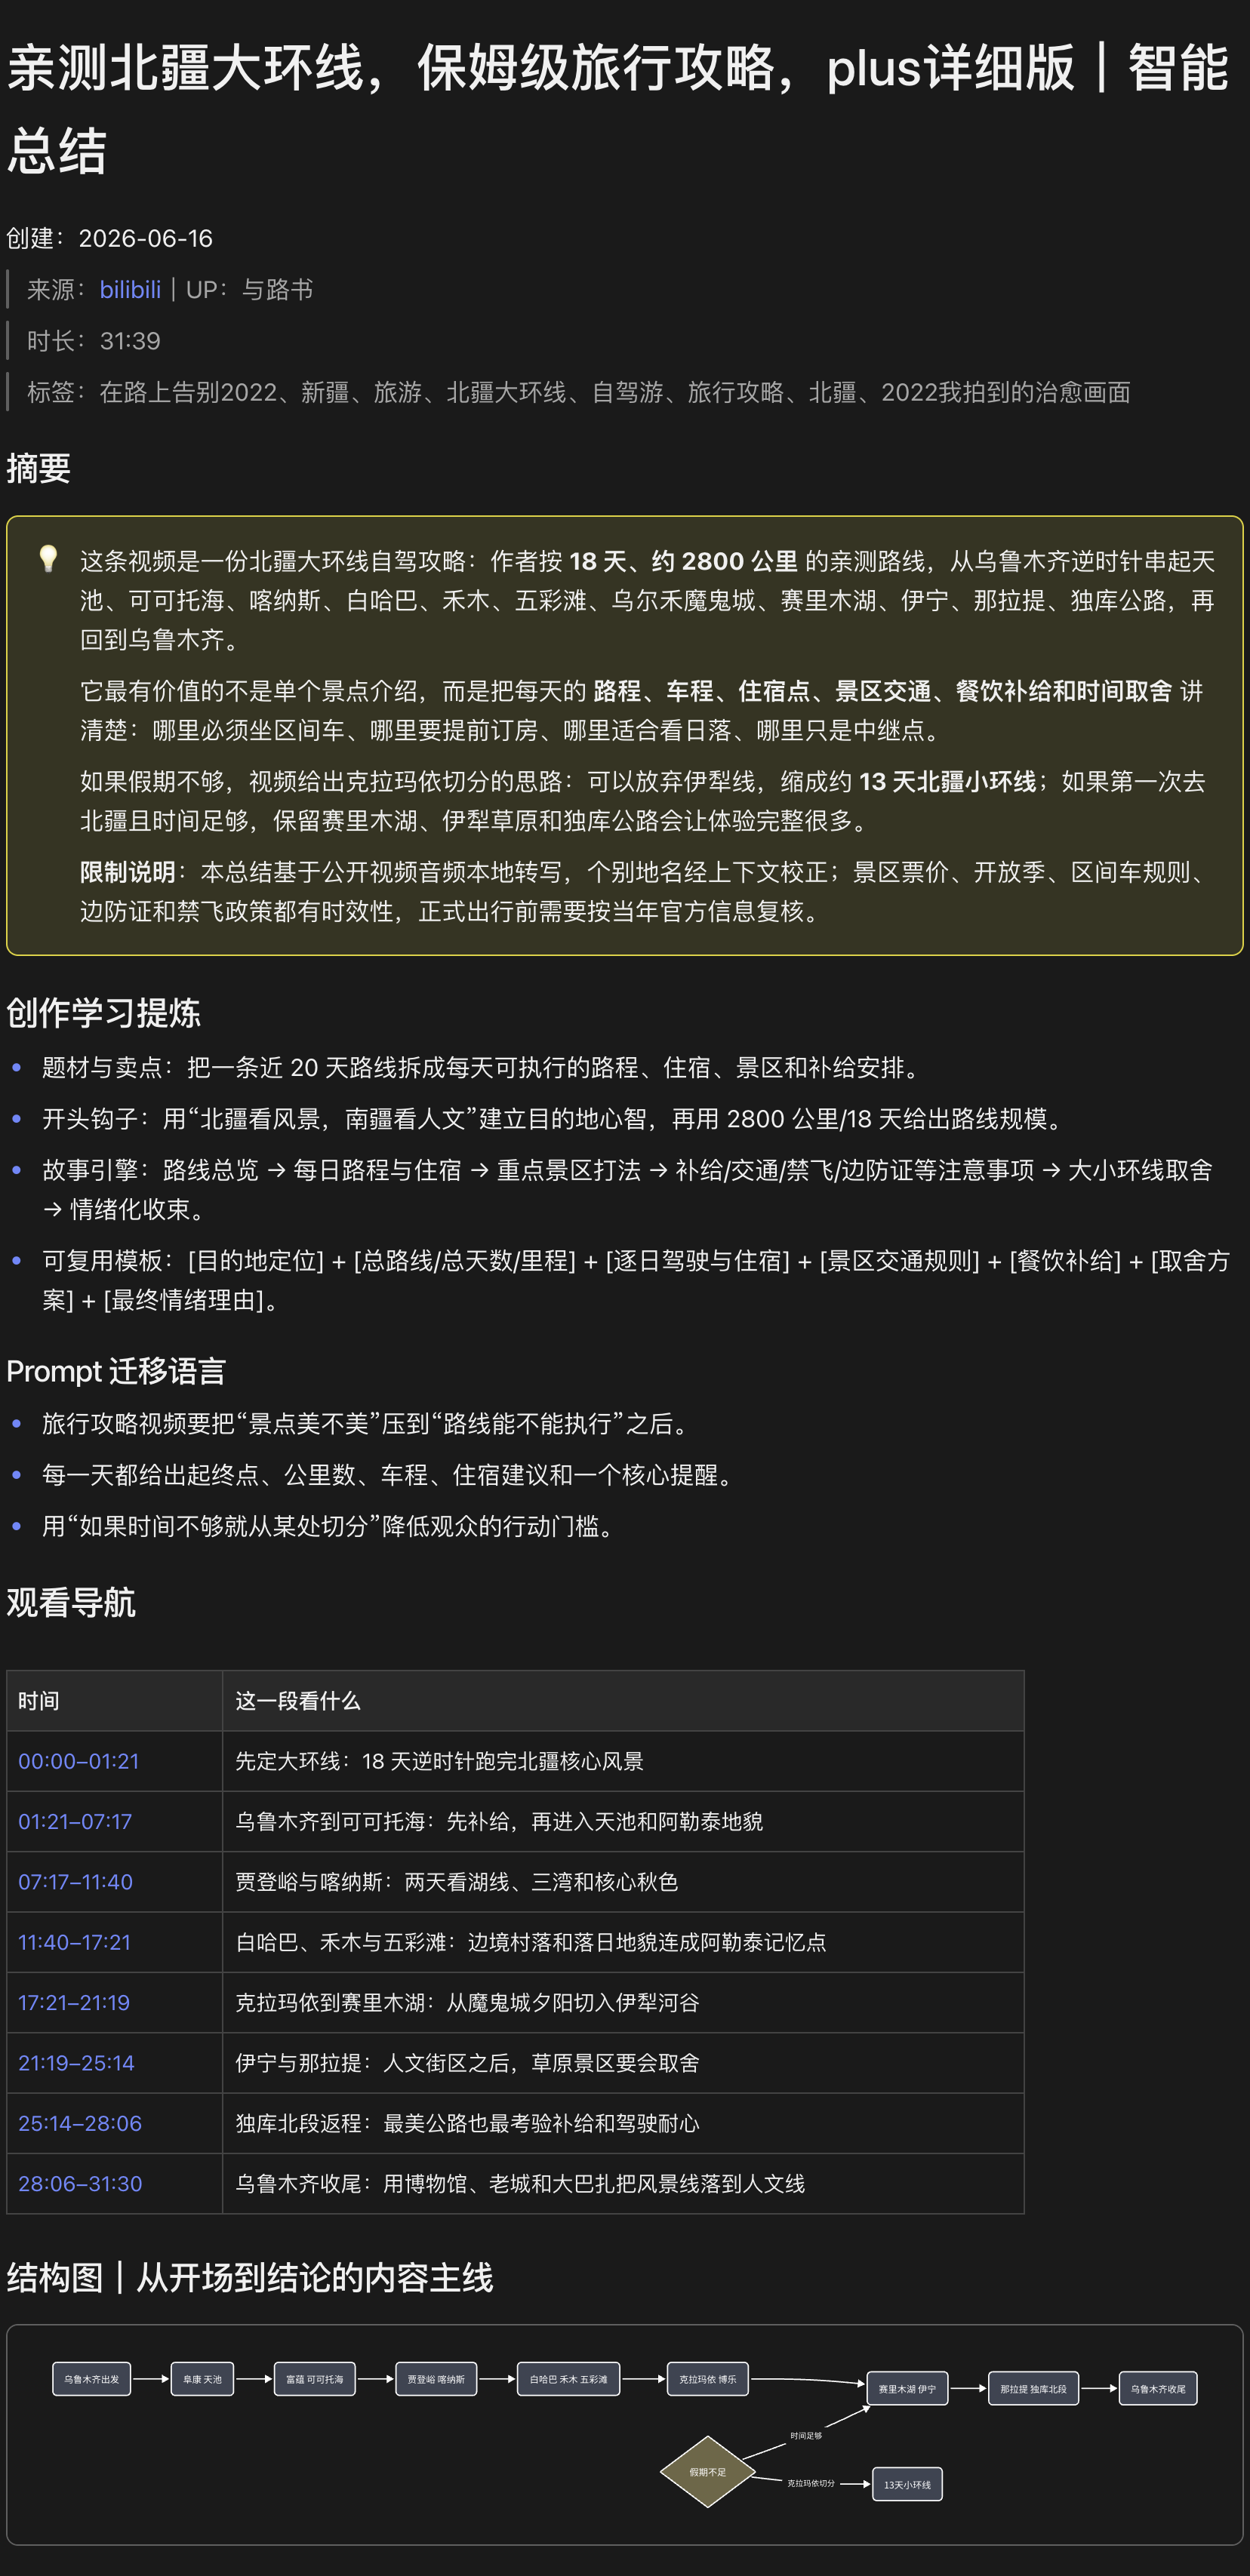 亲测北疆大环线，保姆级旅行攻略，plus详细版｜智能
总结
创建：2026-06-16
来源：bilibili｜UP：与路书
时长：31:39
标签：在路上告别2022、新疆、旅游、北疆大环线、自驾游、旅行攻略、北疆、2022我拍到的治愈画面
摘要
这条视频是一份北疆大环线自驾攻略：作者按 18 天、约 2800 公里 的亲测路线，从乌鲁木齐逆时针串起天
池、可可托海、喀纳斯、白哈巴、禾木、五彩滩、乌尔禾魔鬼城、赛里木湖、伊宁、那拉提、独库公路，再
回到乌鲁木齐。
它最有价值的不是单个景点介绍，而是把每天的 路程、车程、住宿点、景区交通、餐饮补给和时间取舍 讲
清楚：哪里必须坐区间车、哪里要提前订房、哪里适合看日落、哪里只是中继点。
如果假期不够，视频给出克拉玛依切分的思路：可以放弃伊犁线，缩成约 13 天北疆小环线；如果第一次去
北疆且时间足够，保留赛里木湖、伊犁草原和独库公路会让体验完整很多。
限制说明：本总结基于公开视频音频本地转写，个别地名经上下文校正；景区票价、开放季、区间车规则、
边防证和禁飞政策都有时效性，正式出行前需要按当年官方信息复核。
创作学习提炼
题材与卖点：把一条近 20 天路线拆成每天可执行的路程、住宿、景区和补给安排。
开头钩子：用“北疆看风景，南疆看人文”建立目的地心智，再用 2800 公里/18 天给出路线规模。
故事引擎：路线总览 → 每日路程与住宿 → 重点景区打法 → 补给/交通/禁飞/边防证等注意事项 → 大小环线取舍
→ 情绪化收束。
可复用模板：[目的地定位] + [总路线/总天数/里程] + [逐日驾驶与住宿] + [景区交通规则] + [餐饮补给] + [取舍方
案] + [最终情绪理由]。
Prompt 迁移语言
旅行攻略视频要把“景点美不美”压到“路线能不能执行”之后。
每一天都给出起终点、公里数、车程、住宿建议和一个核心提醒。
用“如果时间不够就从某处切分”降低观众的行动门槛。
观看导航
时间 这一段看什么
00:00–01:21 先定大环线：18 天逆时针跑完北疆核心风景
01:21–07:17 乌鲁木齐到可可托海：先补给，再进入天池和阿勒泰地貌
07:17–11:40 贾登峪与喀纳斯：两天看湖线、三湾和核心秋色
11:40–17:21 白哈巴、禾木与五彩滩：边境村落和落日地貌连成阿勒泰记忆点
17:21–21:19 克拉玛依到赛里木湖：从魔鬼城夕阳切入伊犁河谷
21:19–25:14 伊宁与那拉提：人文街区之后，草原景区要会取舍
25:14–28:06 独库北段返程：最美公路也最考验补给和驾驶耐心
28:06–31:30 乌鲁木齐收尾：用博物馆、老城和大巴扎把风景线落到人文线
结构图｜从开场到结论的内容主线
乌鲁木齐出发 阜康 天池 富蕴 可可托海 贾登峪 喀纳斯 白哈巴 禾木 五彩滩 克拉玛依 博乐 赛里木湖 伊宁 那拉提 独库北段 乌鲁木齐收尾
时间足够
假期不足
克拉玛依切分 13天小环线